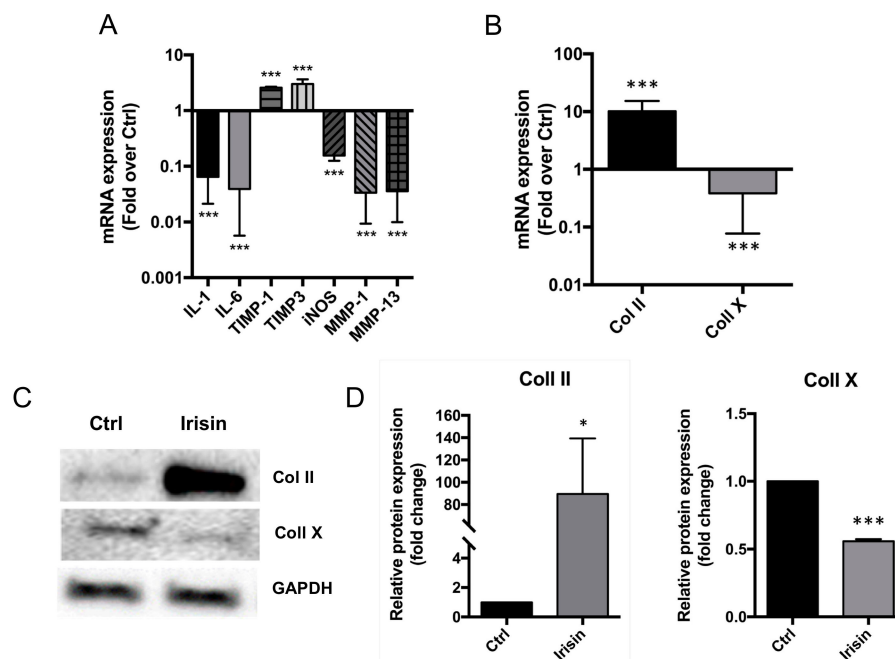 A
mRNA expression
(Fold over Ctrl)
10
1
0.1
0.01
0.001
***
***
***
***
***
***
***
IL-1
IL-6
TIMP-1
TIMP3
iNOS
MMP-1
MMP-13
B
mRNA expression
(Fold over Ctrl)
100
10
1
0.1
0.01
***
***
Col II
Coll X
C
Ctrl Irisin
Col II
Coll X
GAPDH
D
Coll II
Relative protein expression
(fold change)
160
140
120
100
80
4
2
0
*
Ctrl
Irisin
Coll X
Relative protein expression
(fold change)
1.5
1.0
0.5
0.0
***
Ctrl
Irisin